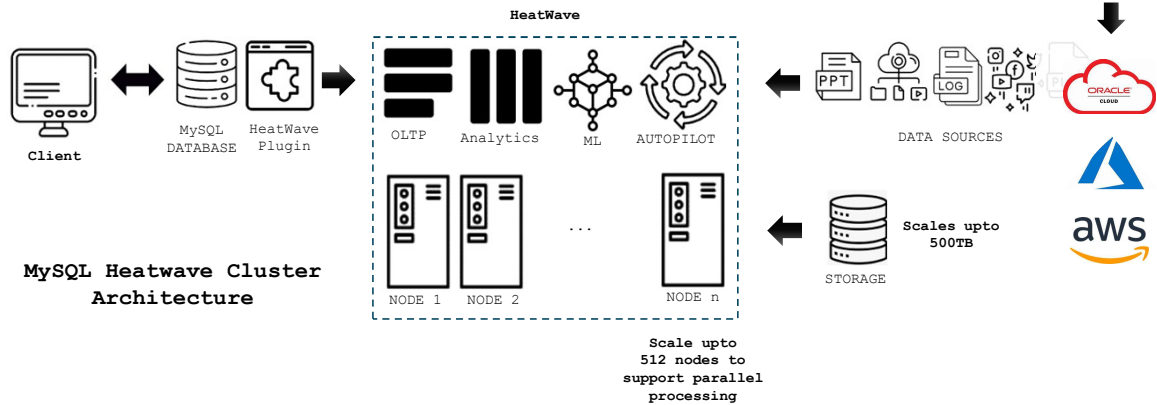 HeatWave
Client
MySQL
DATABASE
HeatWave
Plugin
OLTP
Analytics
ML
AUTOPILOT
PPT
LOG
DATA SOURCES
ORACLE
CLOUD
aws
NODE 1
NODE 2
...
NODE n
STORAGE
Scales upto
500TB
MySQL Heatwave Cluster
Architecture
Scale upto
512 nodes to
support parallel
processing